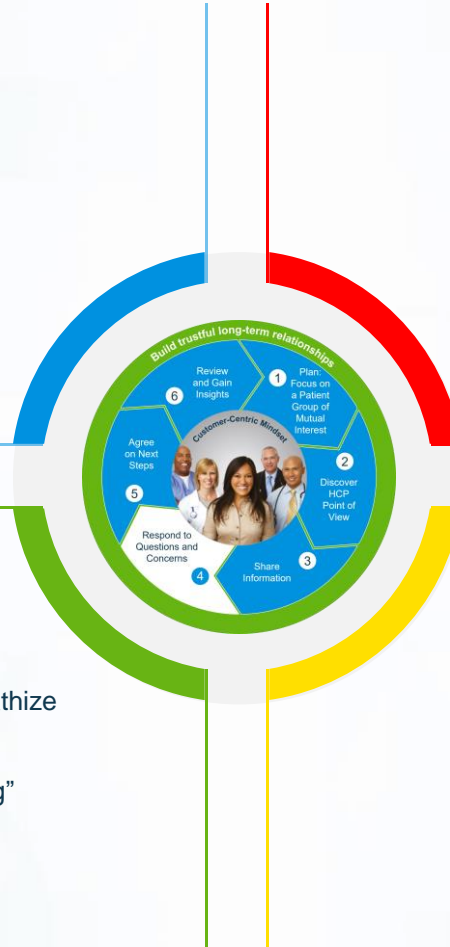 Build trustful long-term relationships
1
Plan:
Focus on
a Patient
Group of
Mutual
Interest
2
Discover
HCP
Point of
View
3
Share
Information
4
Respond to
Questions and
Concerns
5
Agree
on Next
Steps
6
Review
and Gain
Insights
Customer-Centric Mindset
thize
g”